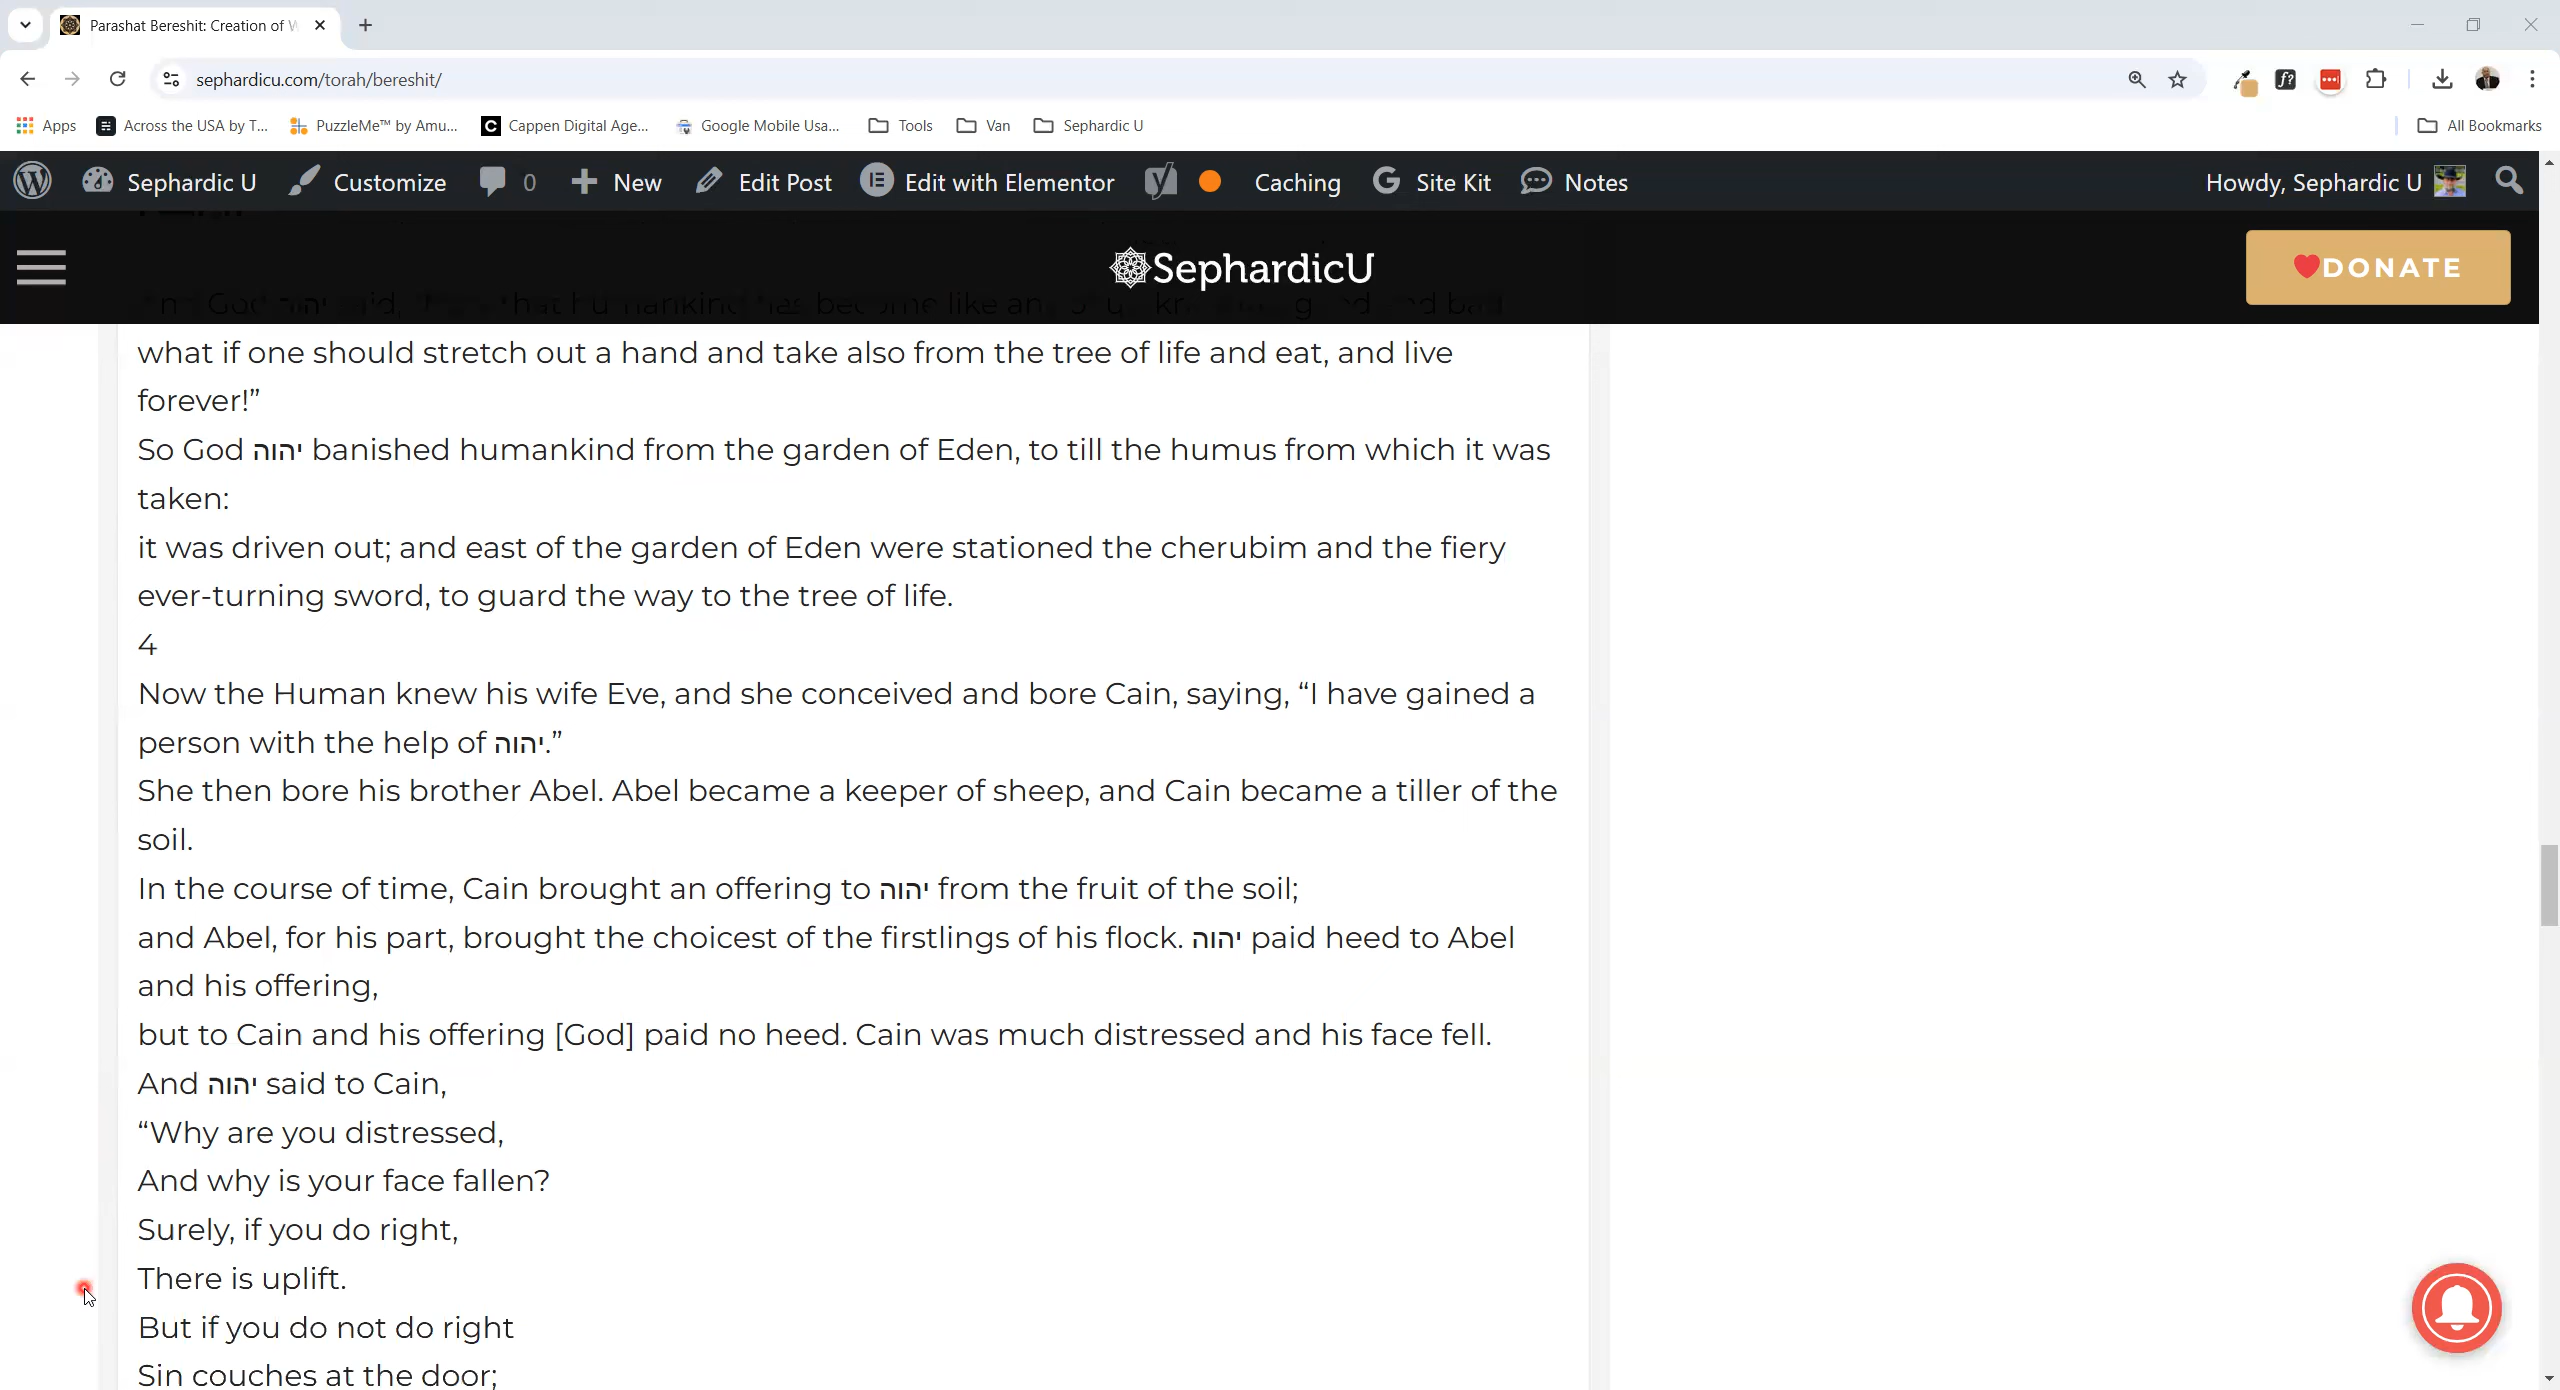 Parashat Bereshit: Creation of W
sephardicu.com/torah/bereshit/
Apps Across the USA by T... PuzzleMe™ by Amu... Cappen Digital Age... Google Mobile Usa... Tools Van Sephardic U All Bookmarks
Sephardic U Customize 0 New Edit Post Edit with Elementor Caching Site Kit Notes Howdy, Sephardic U
SephardicU
DONATE
what if one should stretch out a hand and take also from the tree of life and eat, and live
forever!”
So God יהוה banished humankind from the garden of Eden, to till the humus from which it was
taken:
it was driven out; and east of the garden of Eden were stationed the cherubim and the fiery
ever-turning sword, to guard the way to the tree of life.
4
Now the Human knew his wife Eve, and she conceived and bore Cain, saying, “I have gained a
person with the help of יהוה.”
She then bore his brother Abel. Abel became a keeper of sheep, and Cain became a tiller of the
soil.
In the course of time, Cain brought an offering to יהוה from the fruit of the soil;
and Abel, for his part, brought the choicest of the firstlings of his flock. יהוה paid heed to Abel
and his offering,
but to Cain and his offering [God] paid no heed. Cain was much distressed and his face fell.
And יהוה said to Cain,
“Why are you distressed,
And why is your face fallen?
Surely, if you do right,
There is uplift.
But if you do not do right
Sin couches at the door;